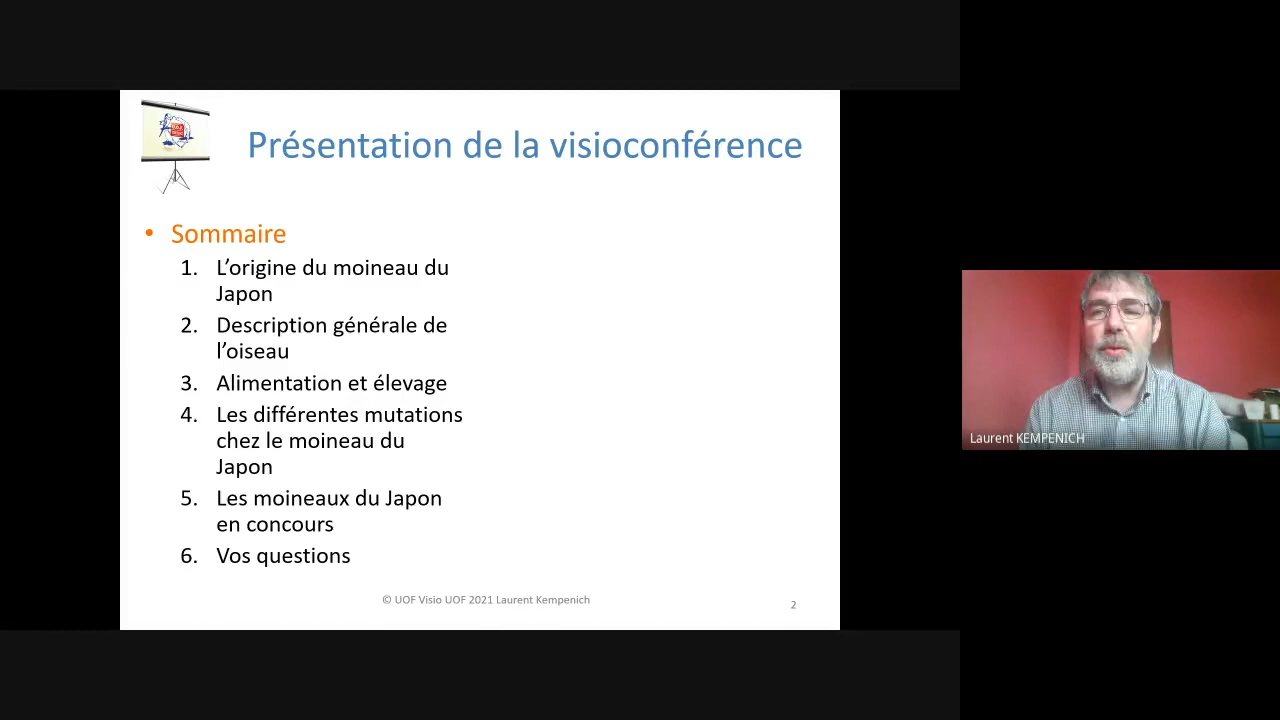 Présentation de la visioconférence
• Sommaire
1. L’origine du moineau du
Japon
2. Description générale de
l’oiseau
3. Alimentation et élevage
4. Les différentes mutations
chez le moineau du
Japon
5. Les moineaux du Japon
en concours
6. Vos questions
© UOF Visio UOF 2021 Laurent Kempenich
2
Laurent KEMPENICH